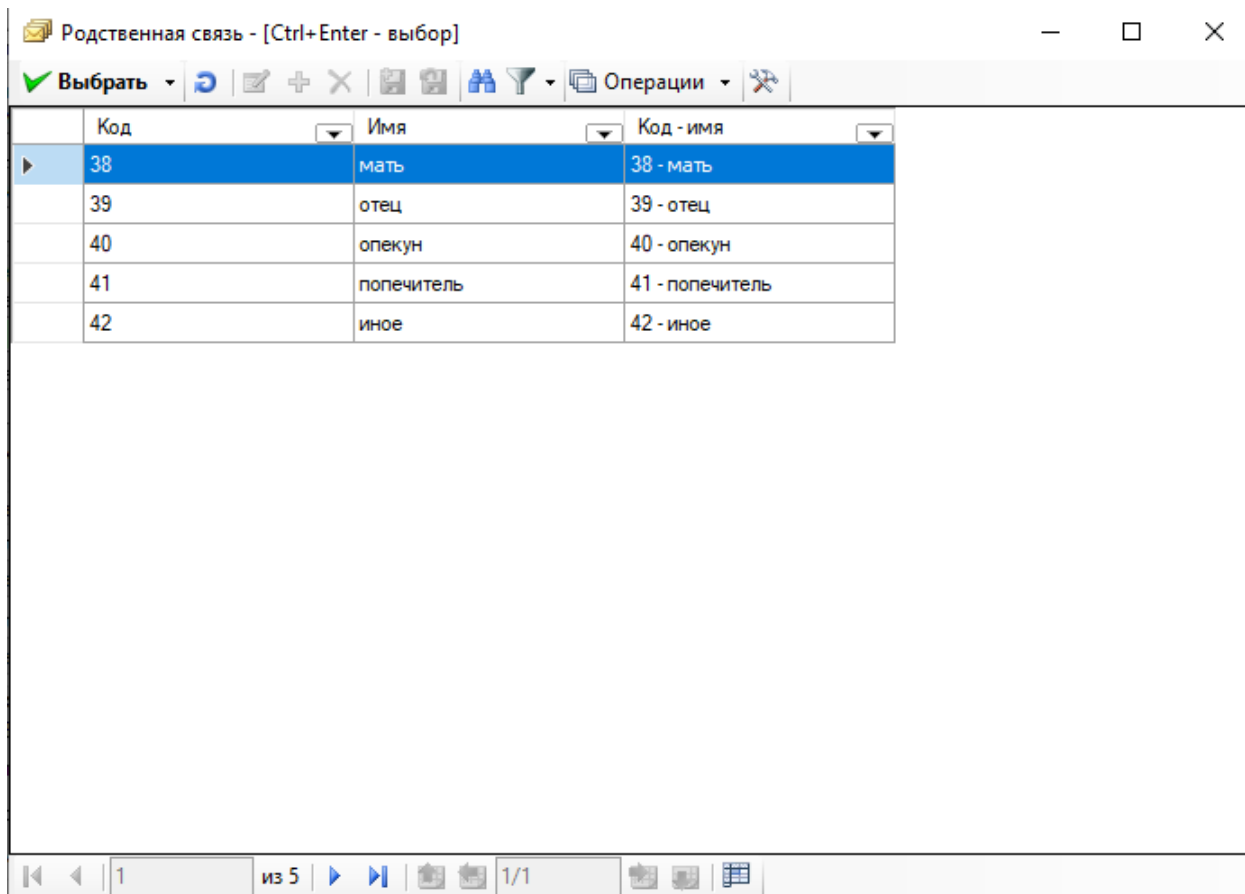 Родственная связь - [Ctrl+Enter - выбор]
Выбрать Операции
Код Имя Код - имя
38 мать 38 - мать
39 отец 39 - отец
40 опекун 40 - опекун
41 попечитель 41 - попечитель
42 иное 42 - иное
1 из 5 1/1